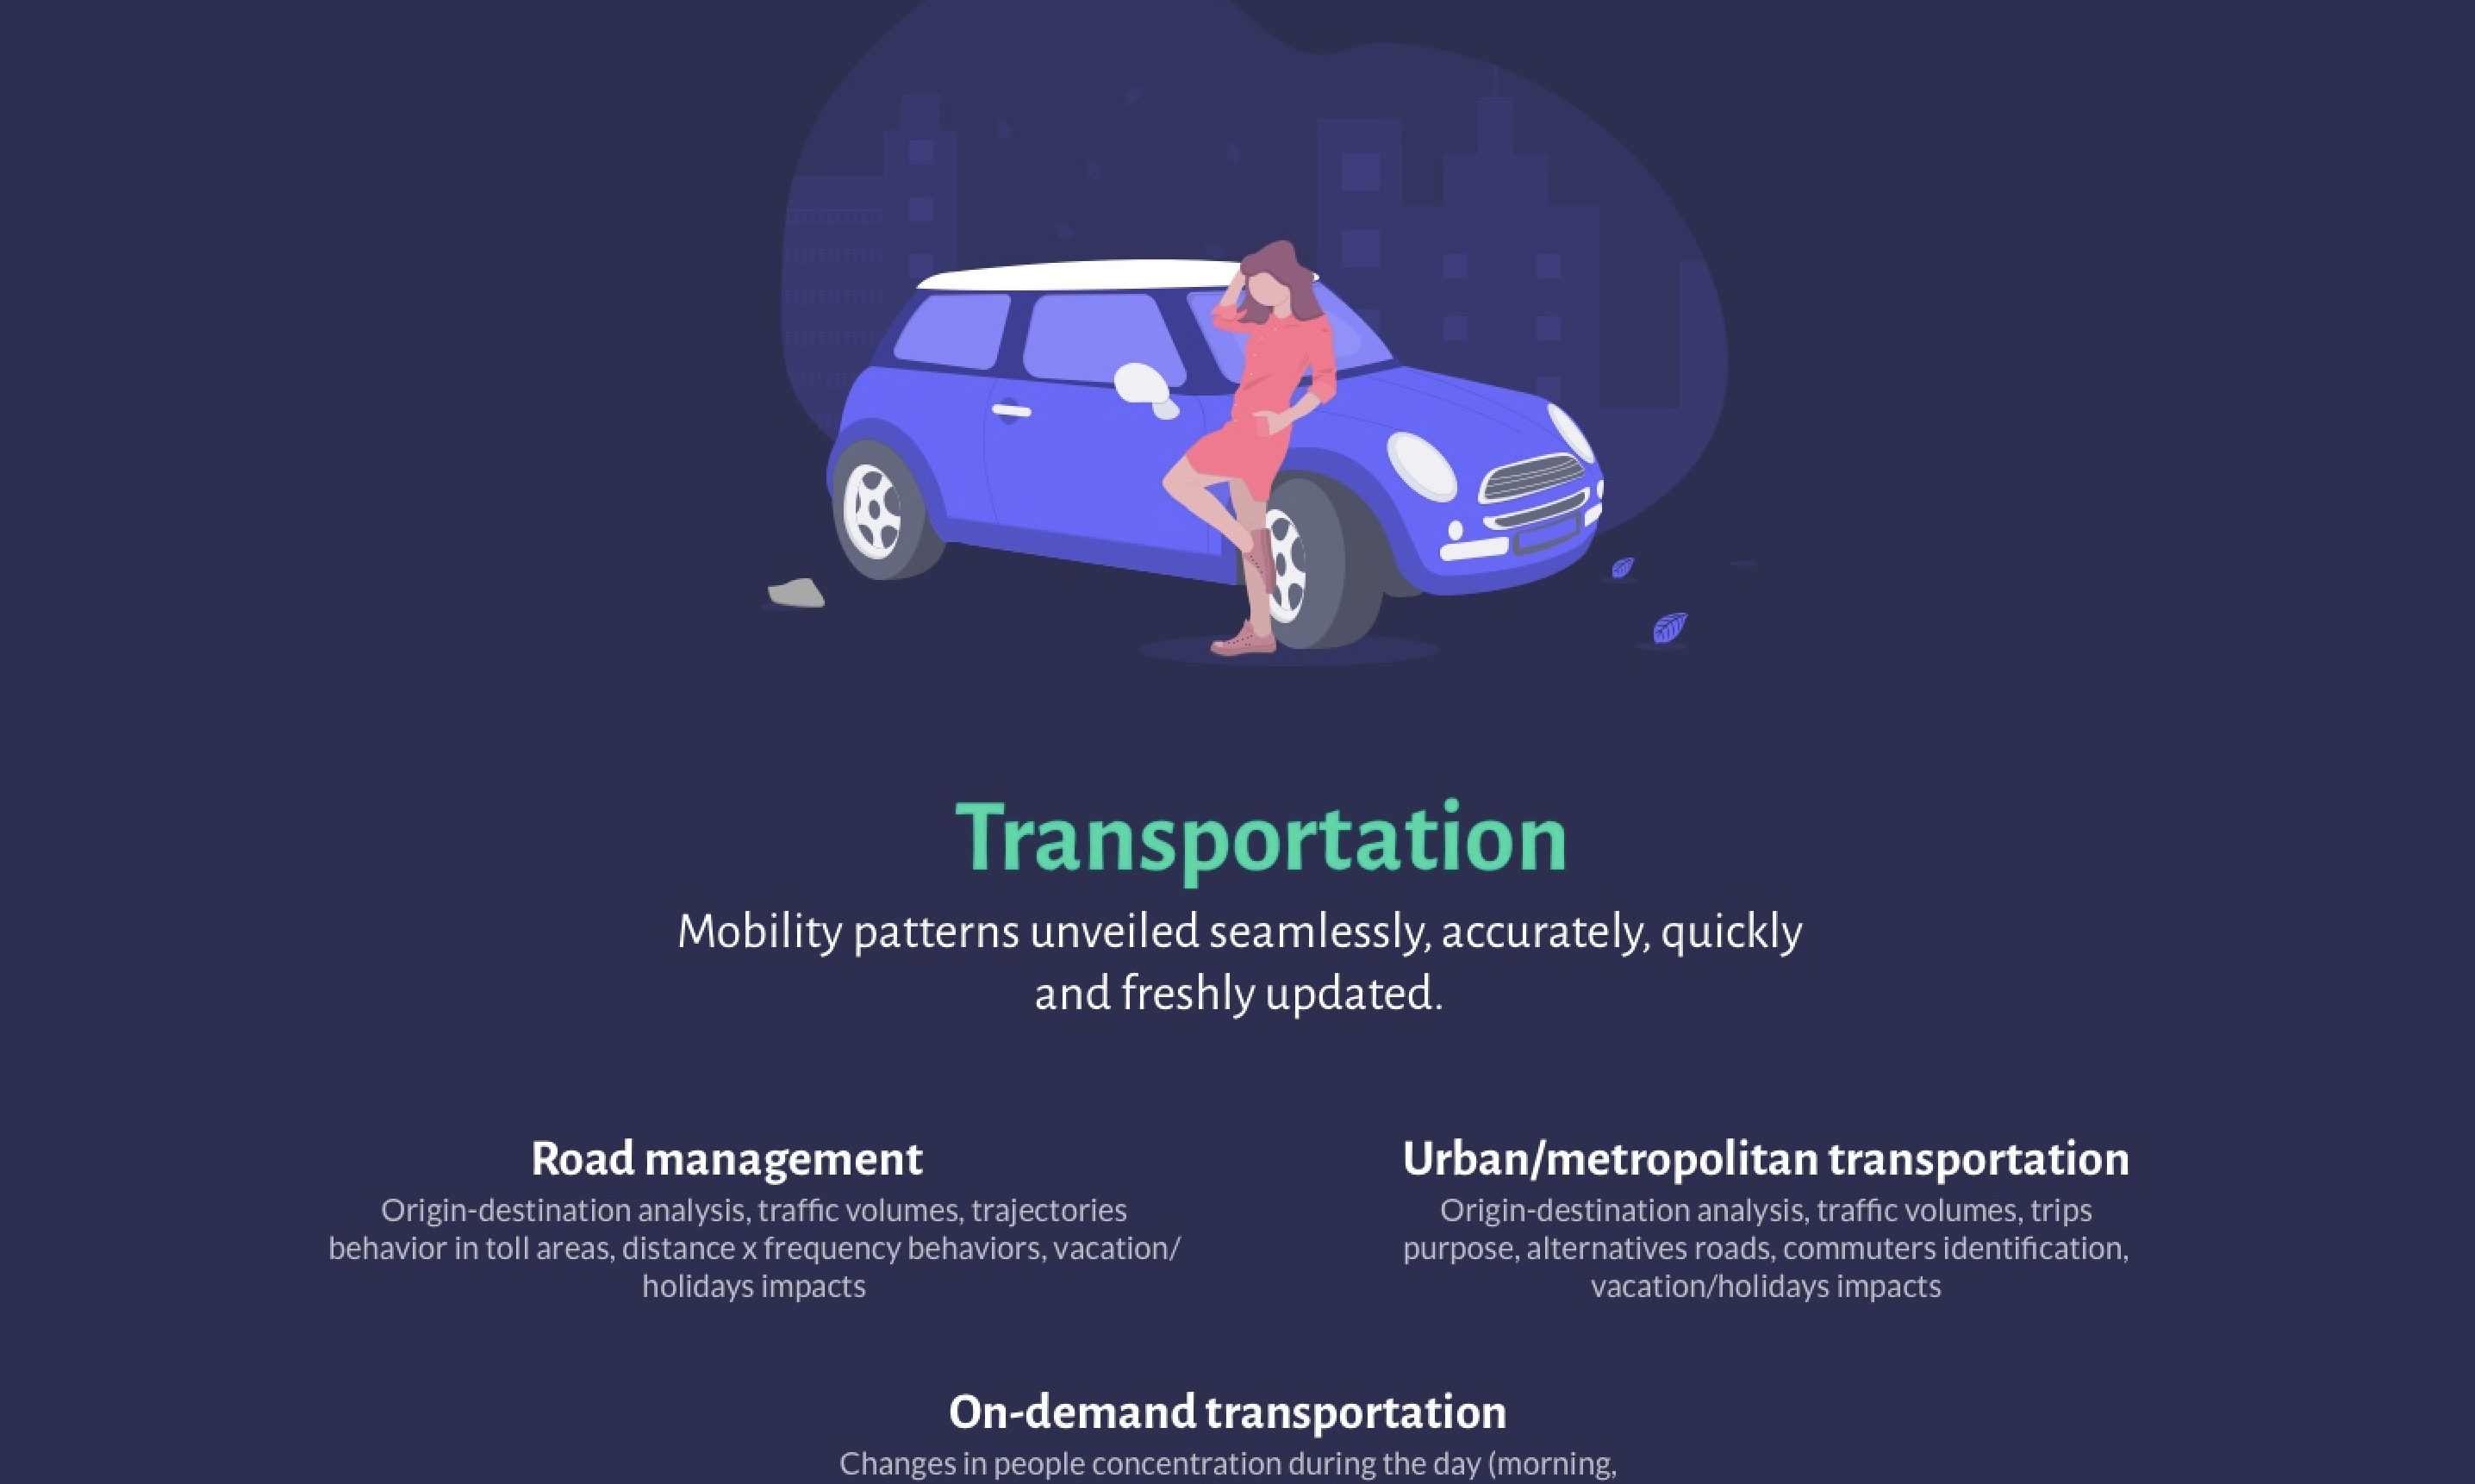 Transportation
Mobility patterns unveiled seamlessly, accurately, quickly
and freshly updated.
Road management
Origin-destination analysis, traffic volumes, trajectories
behavior in toll areas, distance x frequency behaviors, vacation/
holidays impacts
Urban/metropolitan transportation
Origin-destination analysis, traffic volumes, trips
purpose, alternatives roads, commuters identification,
vacation/holidays impacts
On-demand transportation
Changes in people concentration during the day (morning,